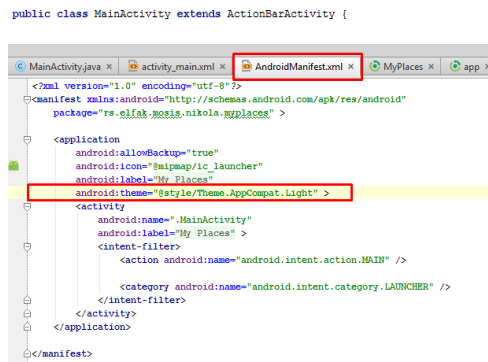 public class MainActivity extends ActionBarActivity {
MainActivity.java × activity_main.xml × AndroidManifest.xml × MyPlaces × app ×
<?xml version="1.0" encoding="utf-8"?>
<manifest xmlns:android="http://schemas.android.com/apk/res/android"
package="rs.elfak.mosis.nikola.myplaces" >
<application
android:allowBackup="true"
android:icon="@mipmap/ic_launcher"
android:label="My Places"
android:theme="@style/Theme.AppCompat.Light" >
<activity
android:name=".MainActivity"
android:label="My Places" >
<intent-filter>
<action android:name="android.intent.action.MAIN" />
<category android:name="android.intent.category.LAUNCHER" />
</intent-filter>
</activity>
</application>
</manifest>